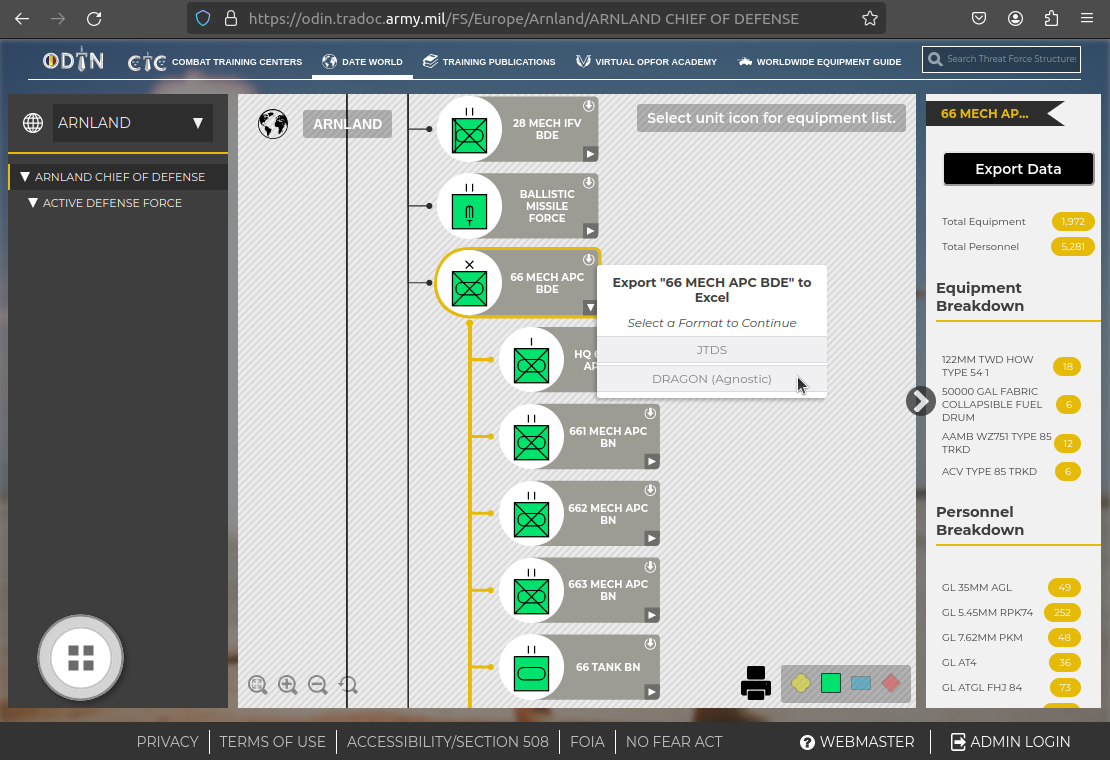 https://odin.tradoc.army.mil/FS/Europe/Arnland/ARNLAND CHIEF OF DEFENSE
ODIN
CTC COMBAT TRAINING CENTERS
DATE WORLD
TRAINING PUBLICATIONS
VIRTUAL OPFOR ACADEMY
WORLDWIDE EQUIPMENT GUIDE
Search Threat Force Structure
ARNLAND
ARNLAND CHIEF OF DEFENSE
ACTIVE DEFENSE FORCE
ARNLAND
Select unit icon for equipment list.
28 MECH IFV
BDE
BALLISTIC
MISSILE
FORCE
T
66 MECH APC
BDE
HQ
661 MECH APC
BN
662 MECH APC
BN
663 MECH APC
BN
66 TANK BN
Export "66 MECH APC BDE" to
Excel
Select a Format to Continue
JTDS
DRAGON (Agnostic)
66 MECH AP...
Export Data
Total Equipment 1,972
Total Personnel 5,281
Equipment
Breakdown
122MM TWD HOW
TYPE 54 1 18
50000 GAL FABRIC
COLLAPSIBLE FUEL
DRUM 6
AAMB WZ751 TYPE 85
TRKD 12
ACV TYPE 85 TRKD 6
Personnel
Breakdown
GL 35MM AGL 49
GL 5.45MM RPK74 252
GL 7.62MM PKM 48
GL AT4 36
GL ATGL FHJ 84 73
PRIVACY
TERMS OF USE
ACCESSIBILITY/SECTION 508
FOIA
NO FEAR ACT
WEBMASTER
ADMIN LOGIN